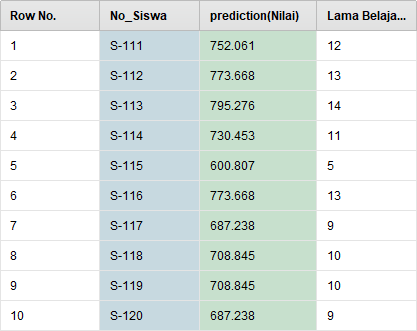 Row No. No_Siswa prediction(Nilai) Lama Belaja...
1 S-111 752.061 12
2 S-112 773.668 13
3 S-113 795.276 14
4 S-114 730.453 11
5 S-115 600.807 5
6 S-116 773.668 13
7 S-117 687.238 9
8 S-118 708.845 10
9 S-119 708.845 10
10 S-120 687.238 9